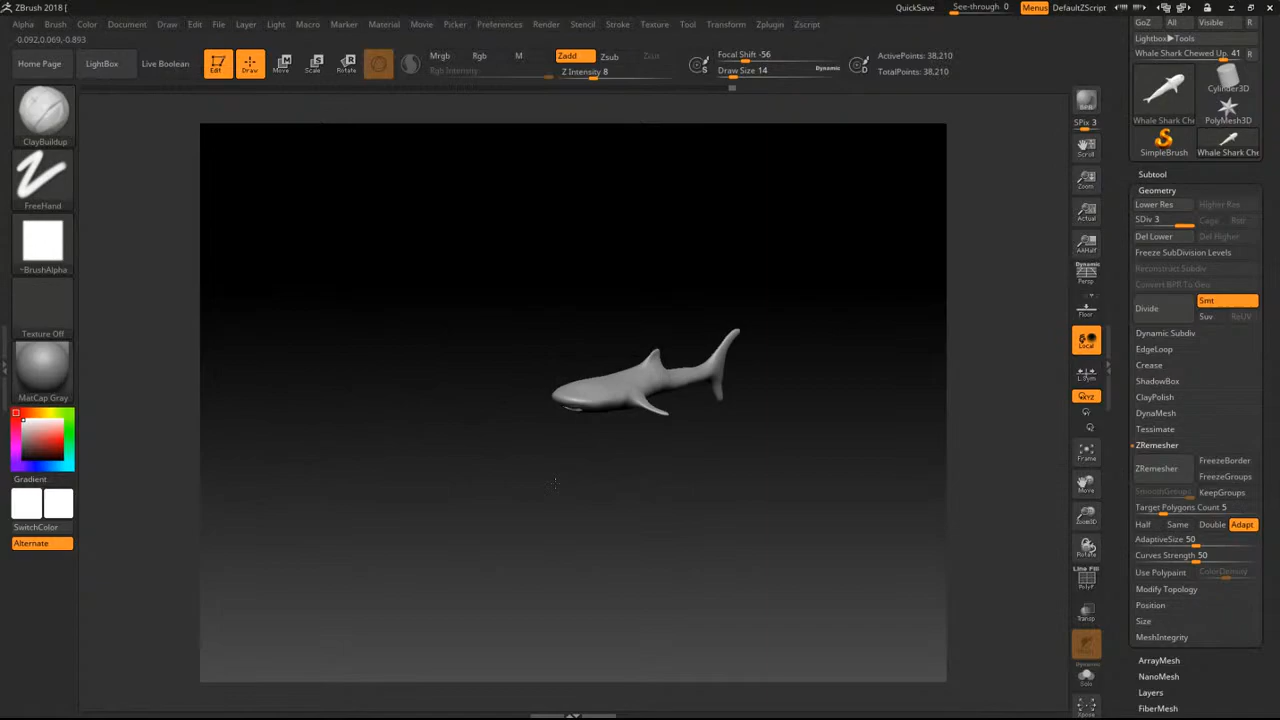 ZBrush 2018 [
QuickSave
See-through 0
Menus
DefaultZScript
Alpha Brush Color Document Draw Edit File Layer Light Macro Marker Material Movie Picker Preferences Render Stencil Stroke Texture Tool Transform Zplugin Zscript
-0.092,0.069,-0.893
Home Page
LightBox
Live Boolean
Edit
Draw
Move
Scale
Rotate
Mrgb Rgb M
Rgb Intensity
Zadd Zsub
Z Intensity 8
S
Focal Shift -56
Draw Size 14
Dynamic
D
ActivePoints: 38,210
TotalPoints: 38,210
ClayBuildup
FreeHand
~BrushAlpha
Texture Off
MatCap Gray
Gradient
SwitchColor
Alternate
BPR
SPix 3
Scroll
Zoom
Actual
AAHalf
Dynamic
Persp
Floor
Local
L.Sym
XYZ
Frame
Move
Zoom3D
Rotate
Line Fill
PolyF
Transp
Dynamic
Solo
Xpose
GoZ All Visible R
Lightbox▶Tools
Whale Shark Chewed Up. 41 R
Whale Shark Che
Cylinder3D
PolyMesh3D
SimpleBrush
Whale Shark Che
Subtool
Geometry
Lower Res Higher Res
SDiv 3 Cage Rstr
Del Lower Del Higher
Freeze SubDivision Levels
Reconstruct Subdiv
Convert BPR To Geo
Divide
Smt
Suv ReUV
Dynamic Subdiv
EdgeLoop
Crease
ShadowBox
ClayPolish
DynaMesh
Tessimate
ZRemesher
ZRemesher
FreezeBorder
FreezeGroups
SmoothGroups KeepGroups
Target Polygons Count 5
Half Same Double Adapt
AdaptiveSize 50
Curves Strength 50
Use Polypaint ColorDensity
Modify Topology
Position
Size
MeshIntegrity
ArrayMesh
NanoMesh
Layers
FiberMesh